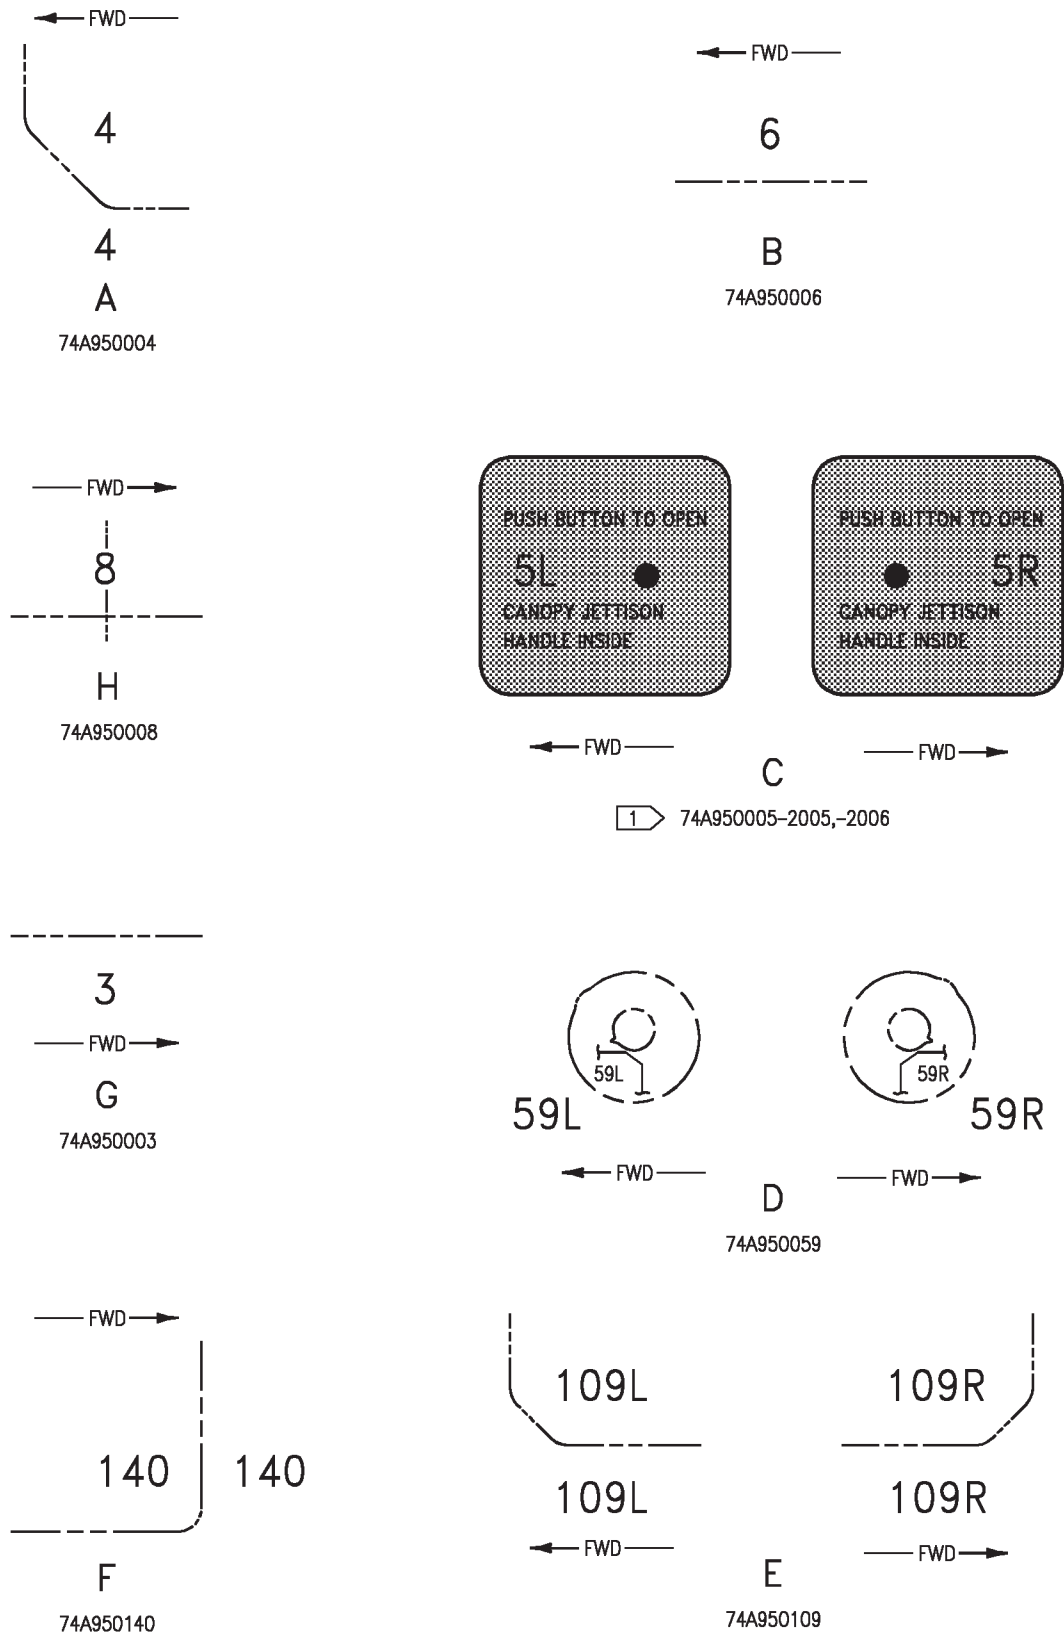 FWD
4
4
A
74A950004
FWD
6
B
74A950006
FWD
8
H
74A950008
PUSH BUTTON TO OPEN
5L
CANOPY JETTISON
HANDLE INSIDE
PUSH BUTTON TO OPEN
5R
CANOPY JETTISON
HANDLE INSIDE
FWD
FWD
C
1
74A950005-2005,-2006
3
FWD
G
74A950003
59L
59L
59R
59R
FWD
FWD
D
74A950059
FWD
140 140
F
74A950140
109L
109R
109L
109R
FWD
FWD
E
74A950109